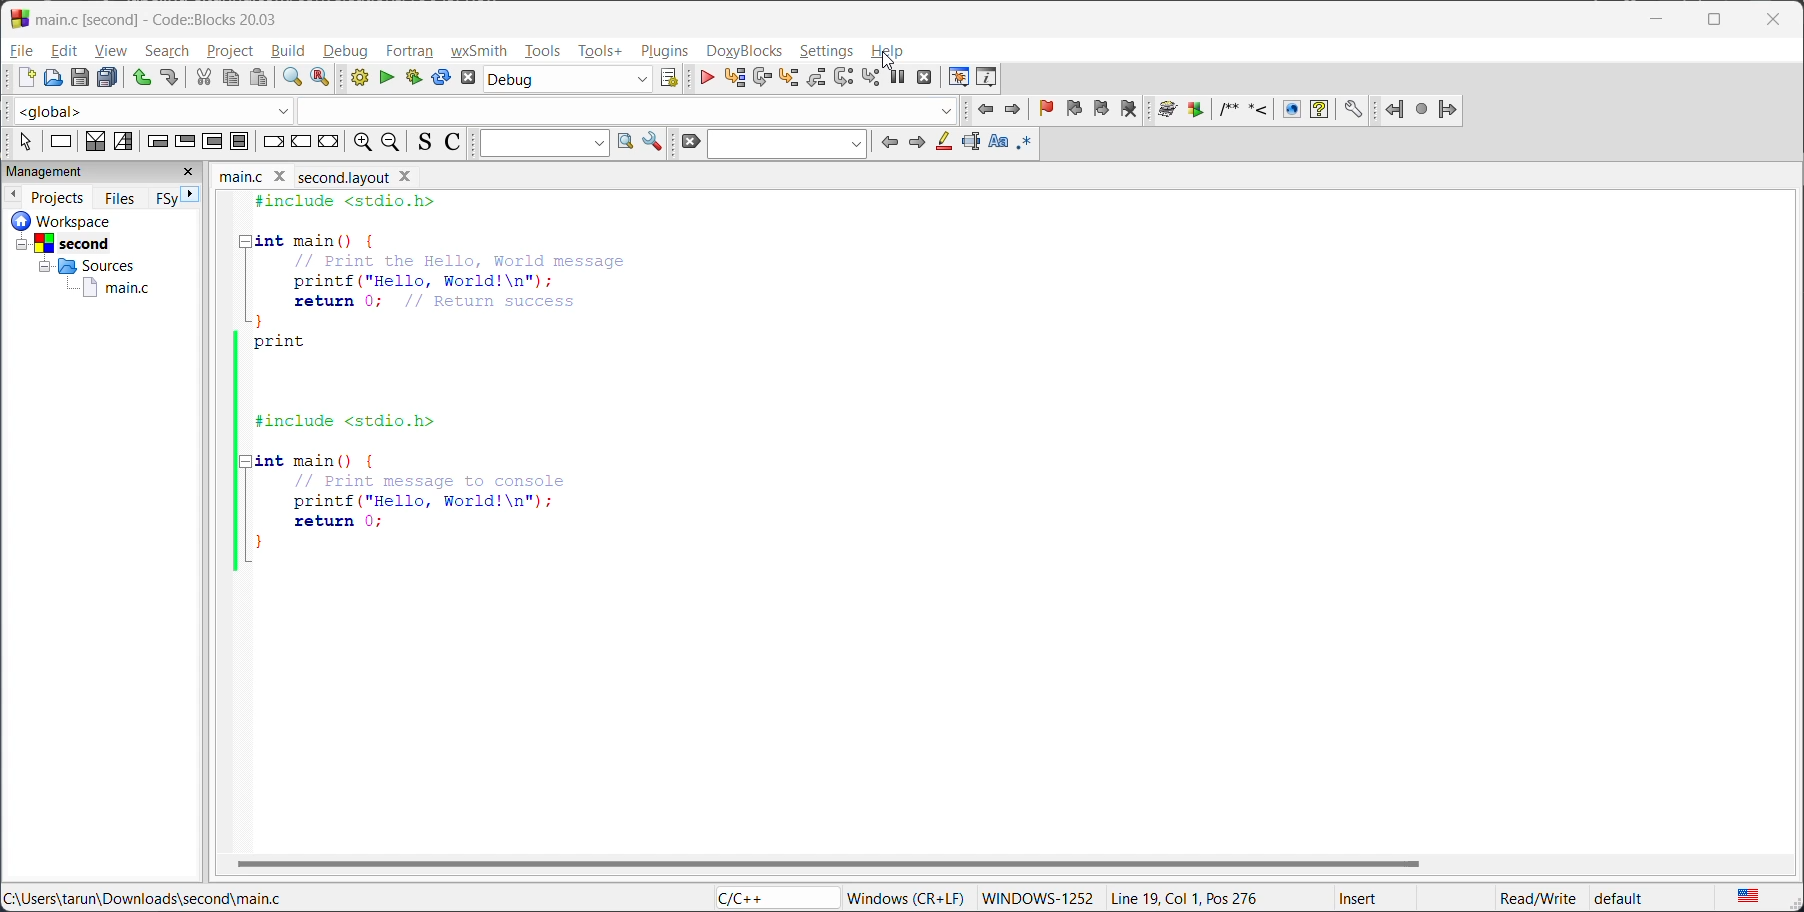 main.c [second] - Code::Blocks 20.03
File Edit View Search Project Build Debug Fortran wxSmith Tools Tools+ Plugins DoxyBlocks Settings Help
Debug
<global>
/** *<
S C
Aa .*
Management
main.c second.layout
Projects Files FSy
Workspace
second
Sources
main.c
#include <stdio.h>
int main() {
// Print the Hello, World message
printf("Hello, World!\n");
return 0; // Return success
}
print
#include <stdio.h>
int main() {
// Print message to console
printf("Hello, World!\n");
return 0;
}
C:\Users\tarun\Downloads\second\main.c C/C++ Windows (CR+LF) WINDOWS-1252 Line 19, Col 1, Pos 276 Insert Read/Write default